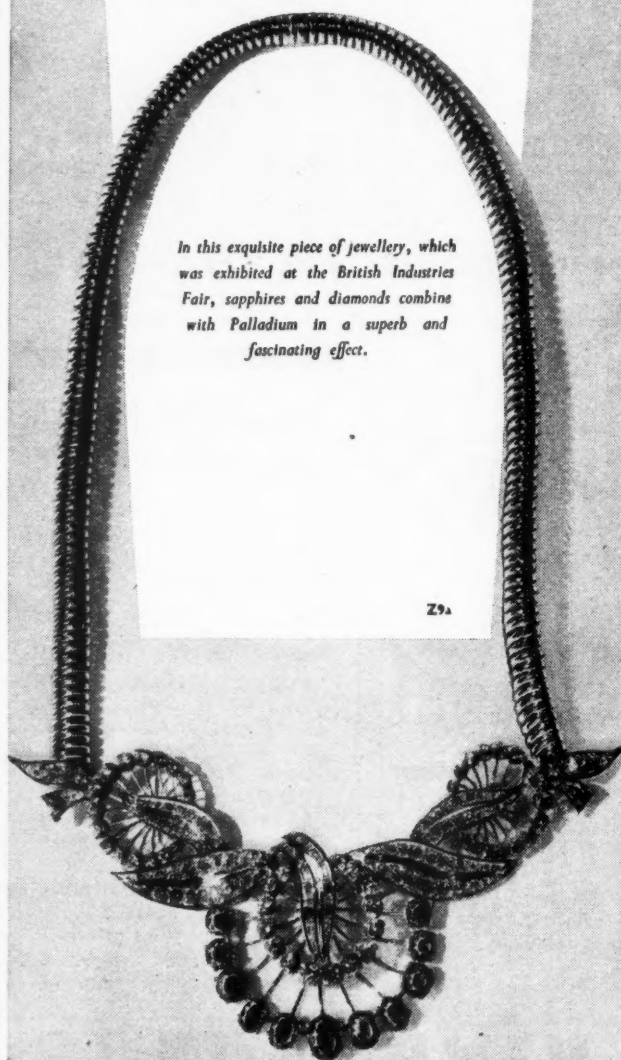 In this exquisite piece of jewellery, which
was exhibited at the British Industries
Fair, sapphires and diamonds combine
with Palladium in a superb and
fascinating effect.
Z9A